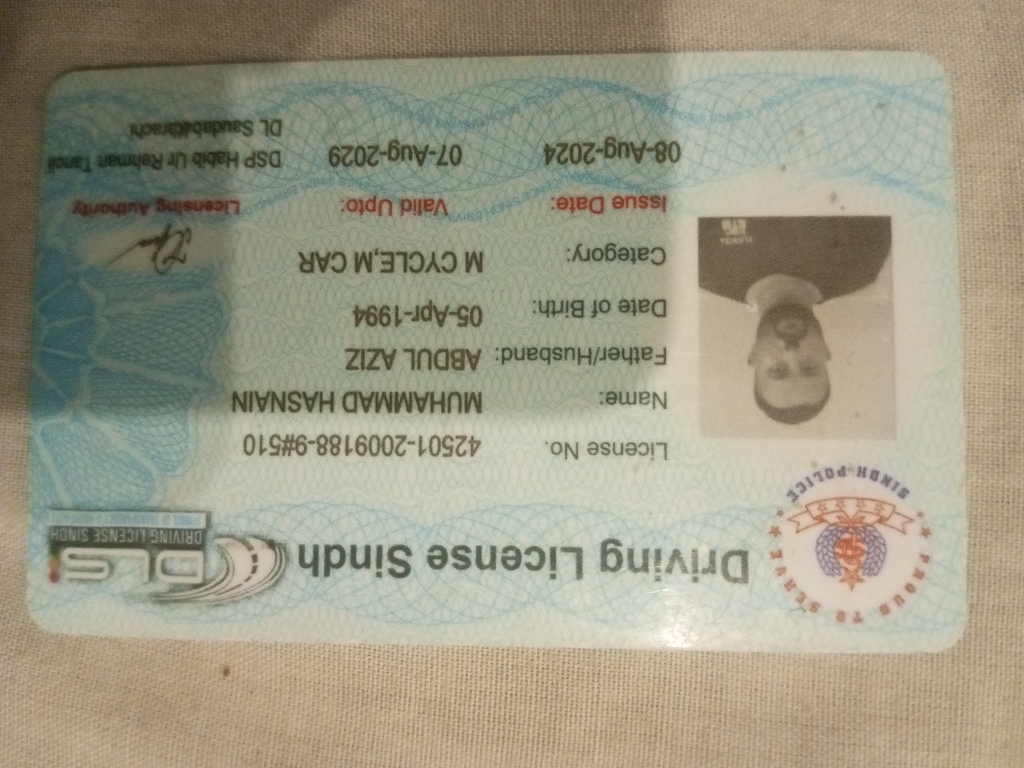 Driving License Sindh
PROUD TO SERVE
SINDH POLICE
DLS
DRIVING LICENSE SINDH
License No. 42501-2009188-9#510
Name: MUHAMMAD HASNAIN
Father/Husband: ABDUL AZIZ
Date of Birth: 05-Apr-1994
Category: M CYCLE,M CAR
Issue Date: Valid Upto: Licensing Authority
08-Aug-2024 07-Aug-2029 DSP Habib Ur Rehman Tanoli
DL Saudabad